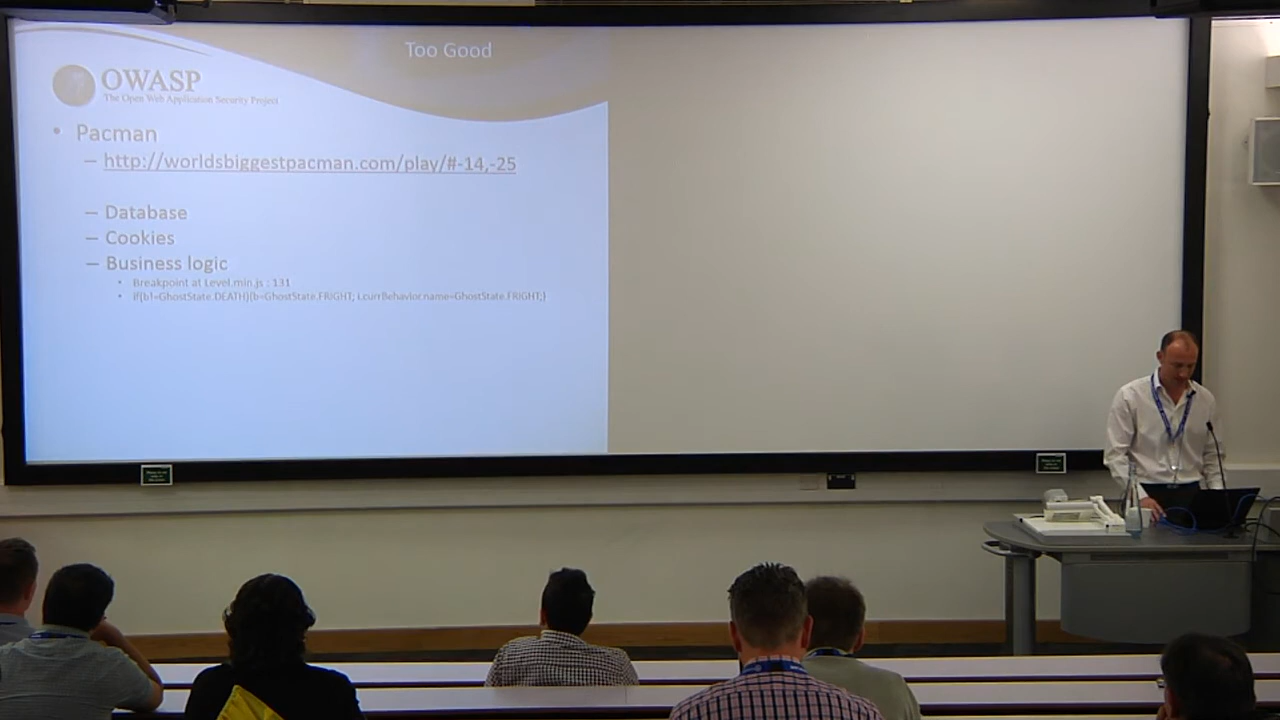 Too Good
OWASP
The Open Web Application Security Project
• Pacman
– http://worldsbiggestpacman.com/play/#-14,-25
– Database
– Cookies
– Business logic
• Breakpoint at Level.min.js : 131
• if(b!=GhostState.DEATH){b=GhostState.FRIGHT; i.currBehavior.name=GhostState.FRIGHT;}